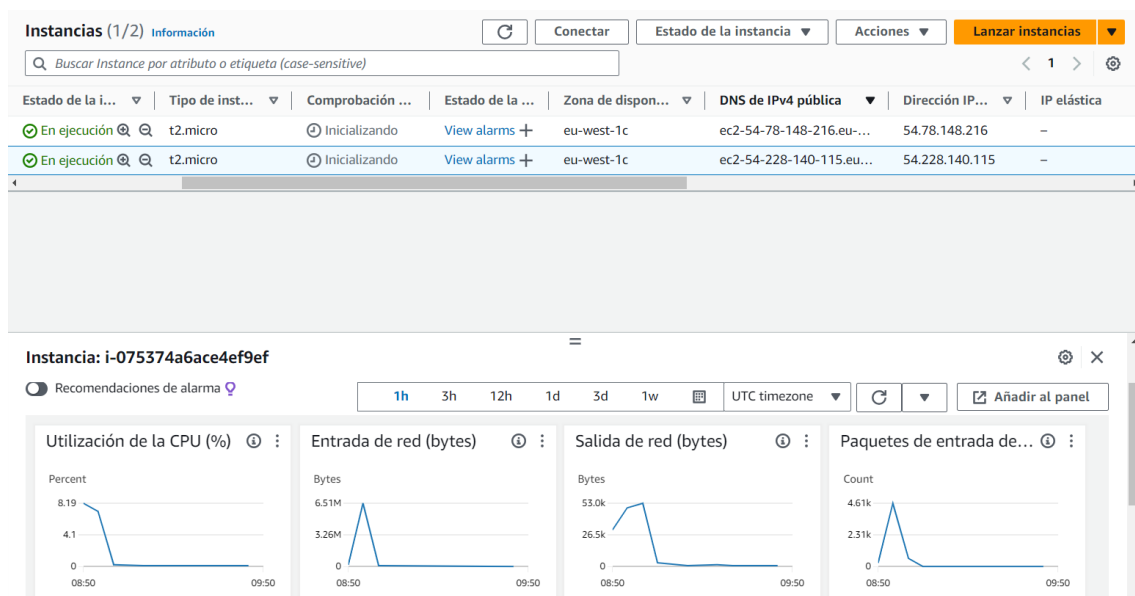 Instancias (1/2) Información Conectar Estado de la instancia Acciones Lanzar instancias
Buscar Instance por atributo o etiqueta (case-sensitive) 1
Estado de la i... Tipo de inst... Comprobación ... Estado de la ... Zona de dispon... DNS de IPv4 pública Dirección IP... IP elástica
En ejecución t2.micro Inicializando View alarms + eu-west-1c ec2-54-78-148-216.eu-... 54.78.148.216 –
En ejecución t2.micro Inicializando View alarms + eu-west-1c ec2-54-228-140-115.eu... 54.228.140.115 –
Instancia: i-075374a6ace4ef9ef
Recomendaciones de alarma 1h 3h 12h 1d 3d 1w UTC timezone Añadir al panel
Utilización de la CPU (%) Entrada de red (bytes) Salida de red (bytes) Paquetes de entrada de...
Percent Bytes Bytes Count
8.19 6.51M 53.0k 4.61k
4.1 3.26M 26.5k 2.31k
0 0 0 0
08:50 09:50 08:50 09:50 08:50 09:50 08:50 09:50